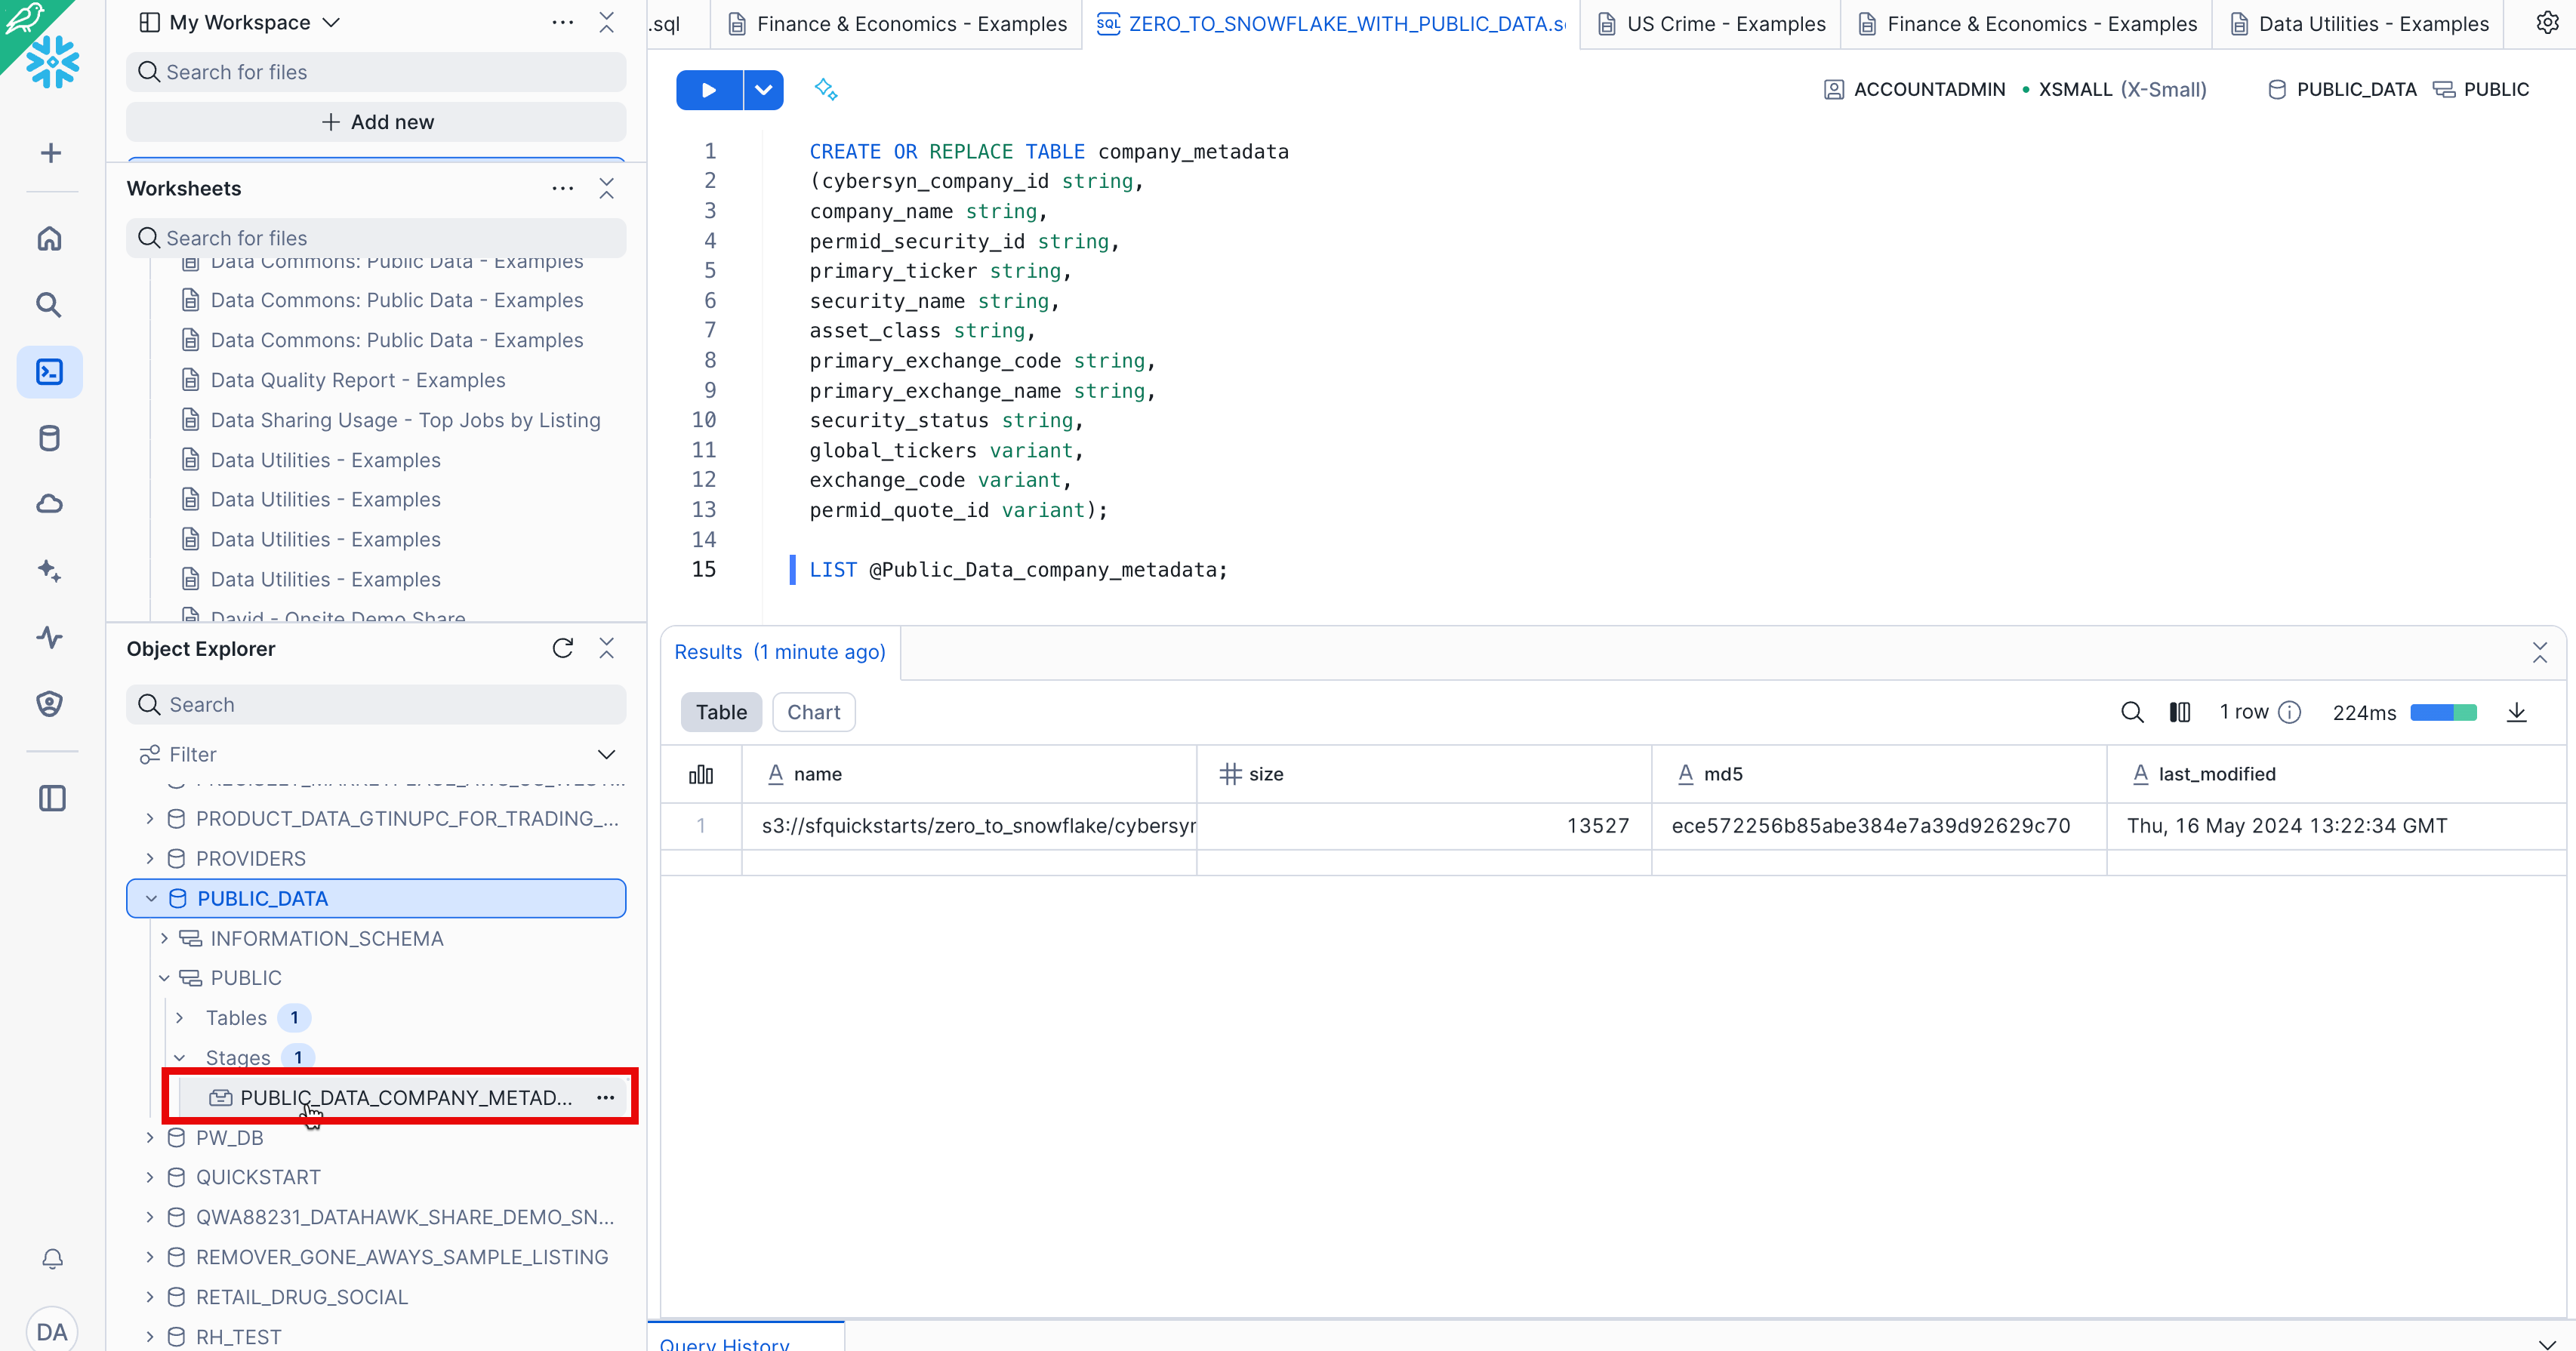 My Workspace
Search for files
Add new
Worksheets
Search for files
Data Commons: Public Data - Examples
Data Commons: Public Data - Examples
Data Commons: Public Data - Examples
Data Quality Report - Examples
Data Sharing Usage - Top Jobs by Listing
Data Utilities - Examples
Data Utilities - Examples
Data Utilities - Examples
Data Utilities - Examples
David - Onsite Demo Share
Object Explorer
Search
Filter
PRODUCT_DATA_GTINUPC_FOR_TRADING_...
PROVIDERS
PUBLIC_DATA
INFORMATION_SCHEMA
PUBLIC
Tables 1
Stages 1
PUBLIC_DATA_COMPANY_METAD... ...
PW_DB
QUICKSTART
QWA88231_DATAHAWK_SHARE_DEMO_SN...
REMOVER_GONE_AWAYS_SAMPLE_LISTING
RETAIL_DRUG_SOCIAL
RH_TEST
DA
.sql
Finance & Economics - Examples
SQL ZERO_TO_SNOWFLAKE_WITH_PUBLIC_DATA.s
US Crime - Examples
Finance & Economics - Examples
Data Utilities - Examples
ACCOUNTADMIN • XSMALL (X-Small) PUBLIC_DATA PUBLIC
1 CREATE OR REPLACE TABLE company_metadata
2 (cybersyn_company_id string,
3 company_name string,
4 permid_security_id string,
5 primary_ticker string,
6 security_name string,
7 asset_class string,
8 primary_exchange_code string,
9 primary_exchange_name string,
10 security_status string,
11 global_tickers variant,
12 exchange_code variant,
13 permid_quote_id variant);
14
15 LIST @Public_Data_company_metadata;
Results (1 minute ago)
Table Chart 1 row 224ms
name size md5 last_modified
1 s3://sfquickstarts/zero_to_snowflake/cybersyn 13527 ece572256b85abe384e7a39d92629c70 Thu, 16 May 2024 13:22:34 GMT
Query History